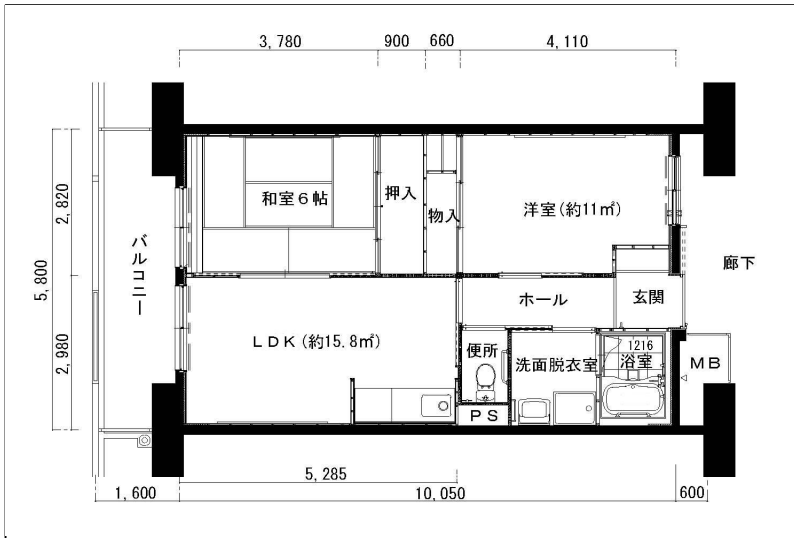 3,780 900 660 4,110
和室6帖
押入
物入
洋室(約11㎡)
2,820
バルコニー
5,800
廊下
ホール
玄関
LDK(約15.8㎡)
2,980
便所
洗面脱衣室
1216
浴室
MB
PS
5,285
1,600 10,050 600